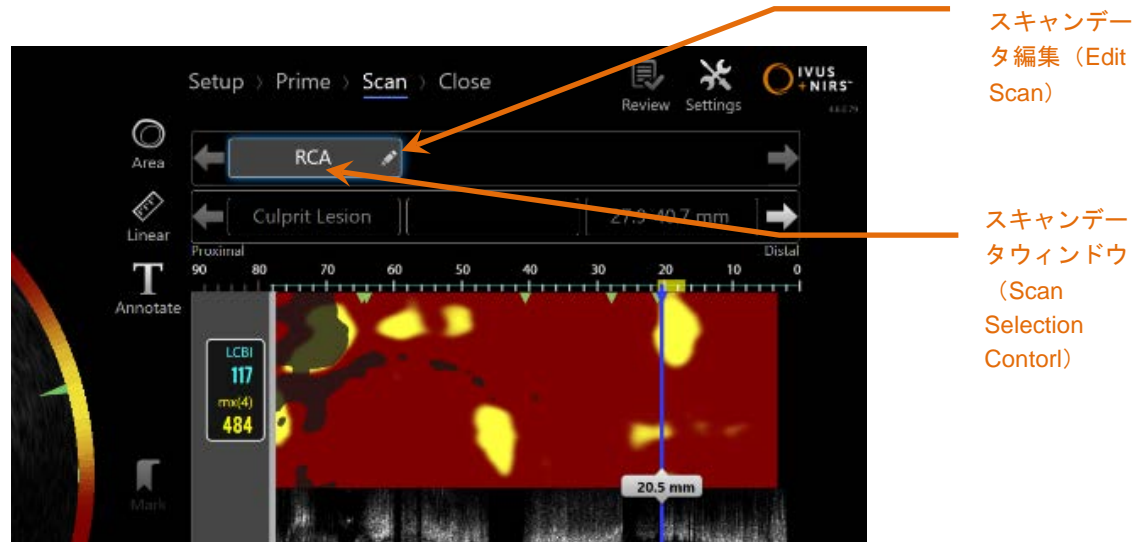 スキャンデー
タ編集（Edit
Scan）
Setup > Prime > Scan > Close
Review
Settings
IVUS
+NIRS
Area
RCA
Linear
Culprit Lesion
Proximal
Distal
90 80 70 60 50 40 30 20 10 0
Annotate
スキャンデー
タウィンドウ
（Scan
Selection
Contorl）
LCBI
117
mx(4)
484
20.5 mm
Mark